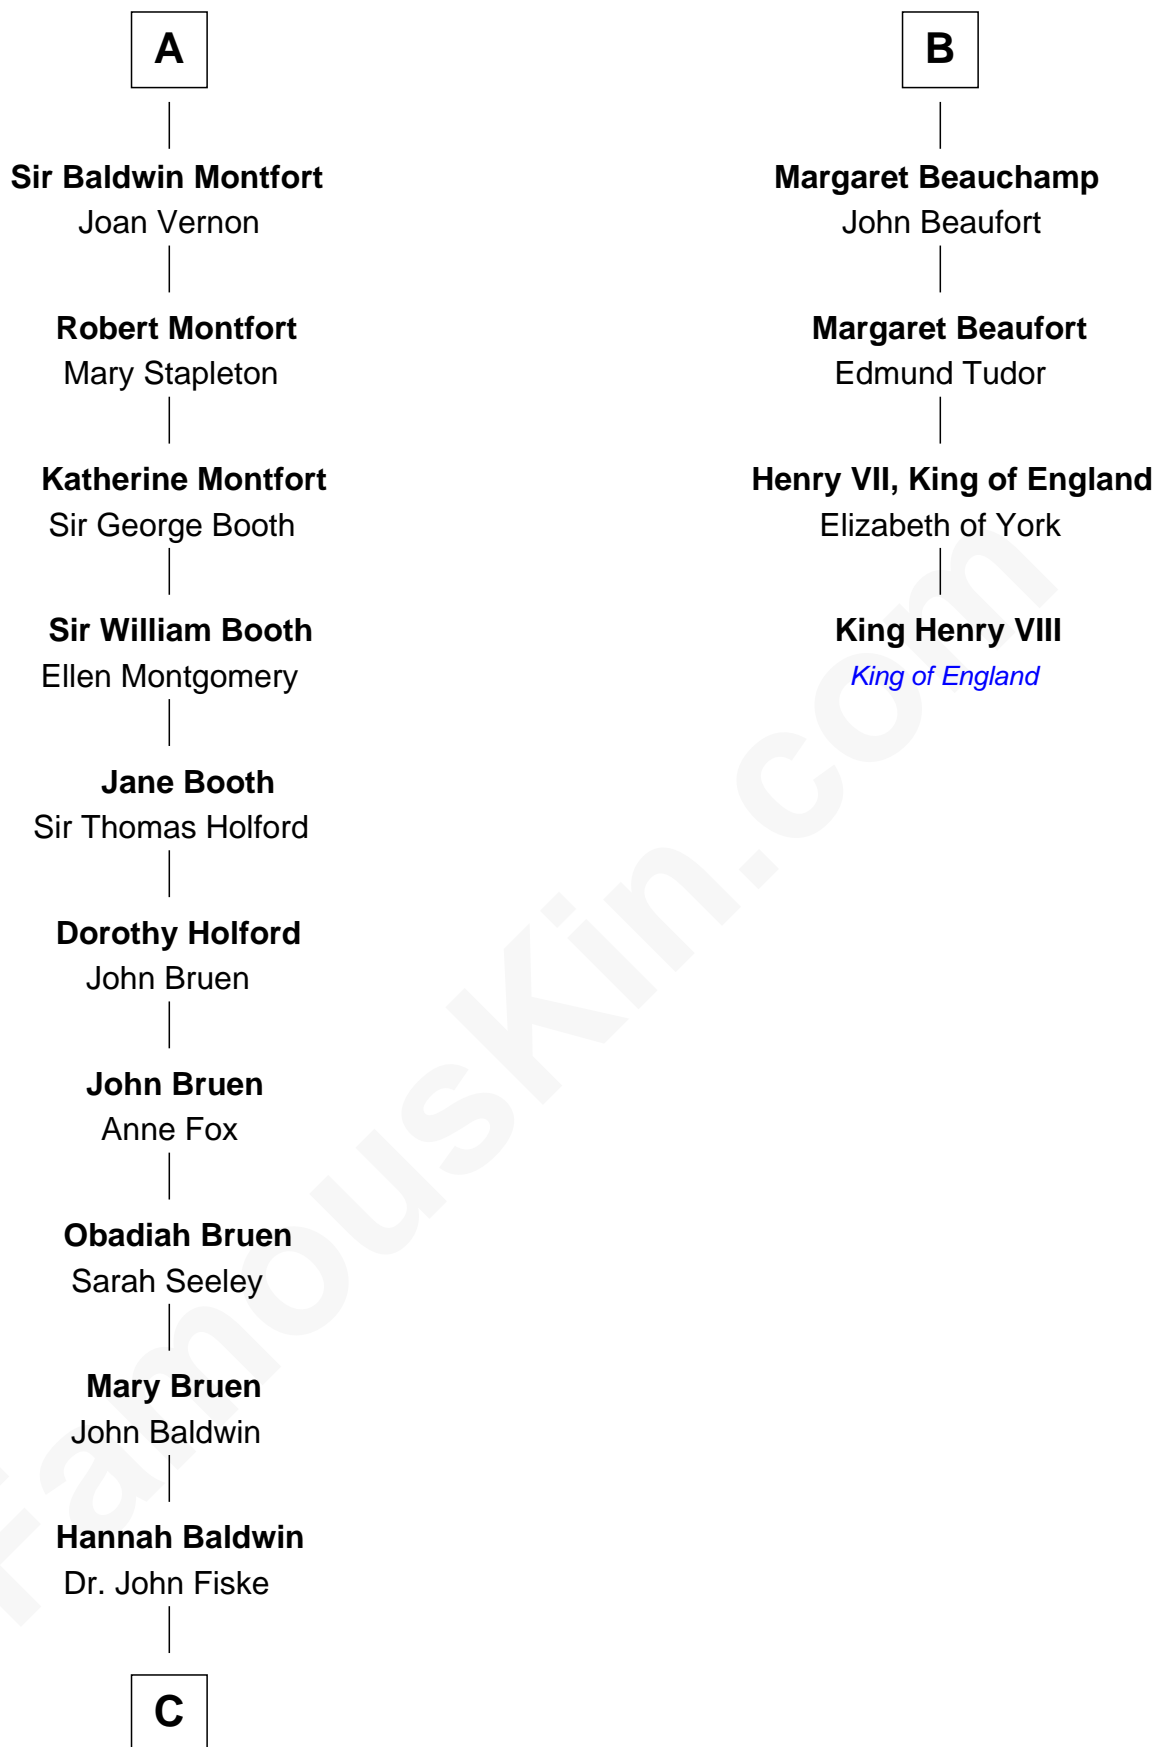 A
Sir Baldwin Montfort
Joan Vernon
Robert Montfort
Mary Stapleton
Katherine Montfort
Sir George Booth
Sir William Booth
Ellen Montgomery
Jane Booth
Sir Thomas Holford
Dorothy Holford
John Bruen
John Bruen
Anne Fox
Obadiah Bruen
Sarah Seeley
Mary Bruen
John Baldwin
Hannah Baldwin
Dr. John Fiske
C
B
Margaret Beauchamp
John Beaufort
Margaret Beaufort
Edmund Tudor
Henry VII, King of England
Elizabeth of York
King Henry VIII
King of England
FamousKin.com